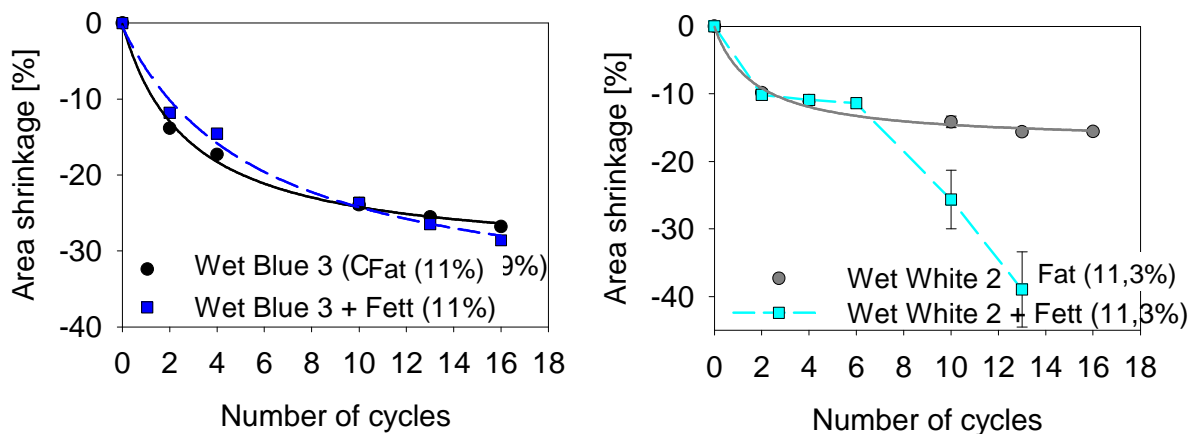 0
-10
-20
-30
-40
Area shrinkage [%]
Wet Blue 3 (C Fat (11%) 9%)
Wet Blue 3 + Fett (11%)
0 2 4 6 8 10 12 14 16 18
Number of cycles
0
-10
-20
-30
-40
Area shrinkage [%]
Wet White 2 Fat (11,3%)
Wet White 2 + Fett (11,3%)
0 2 4 6 8 10 12 14 16 18
Number of cycles